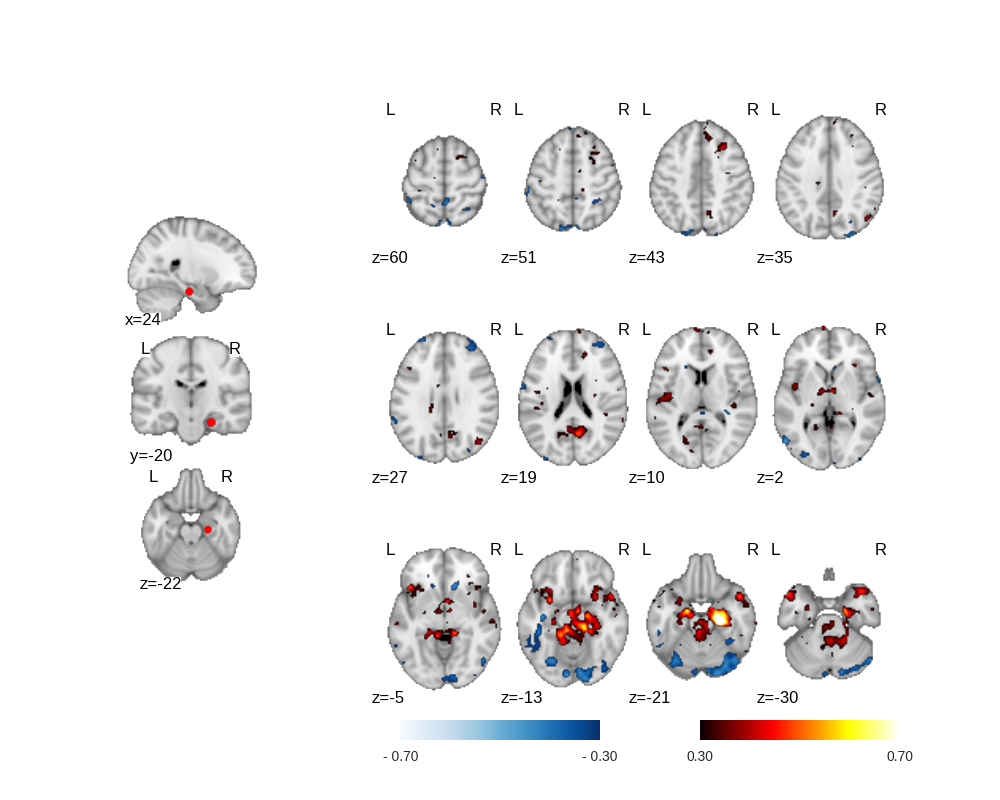 L R L R L R L R
z=60 z=51 z=43 z=35
x=24
L R
y=-20
L R
z=-22
L R L R L R L R
z=27 z=19 z=10 z=2
L R L R L R L R
z=-5 z=-13 z=-21 z=-30
- 0.70 - 0.30 0.30 0.70